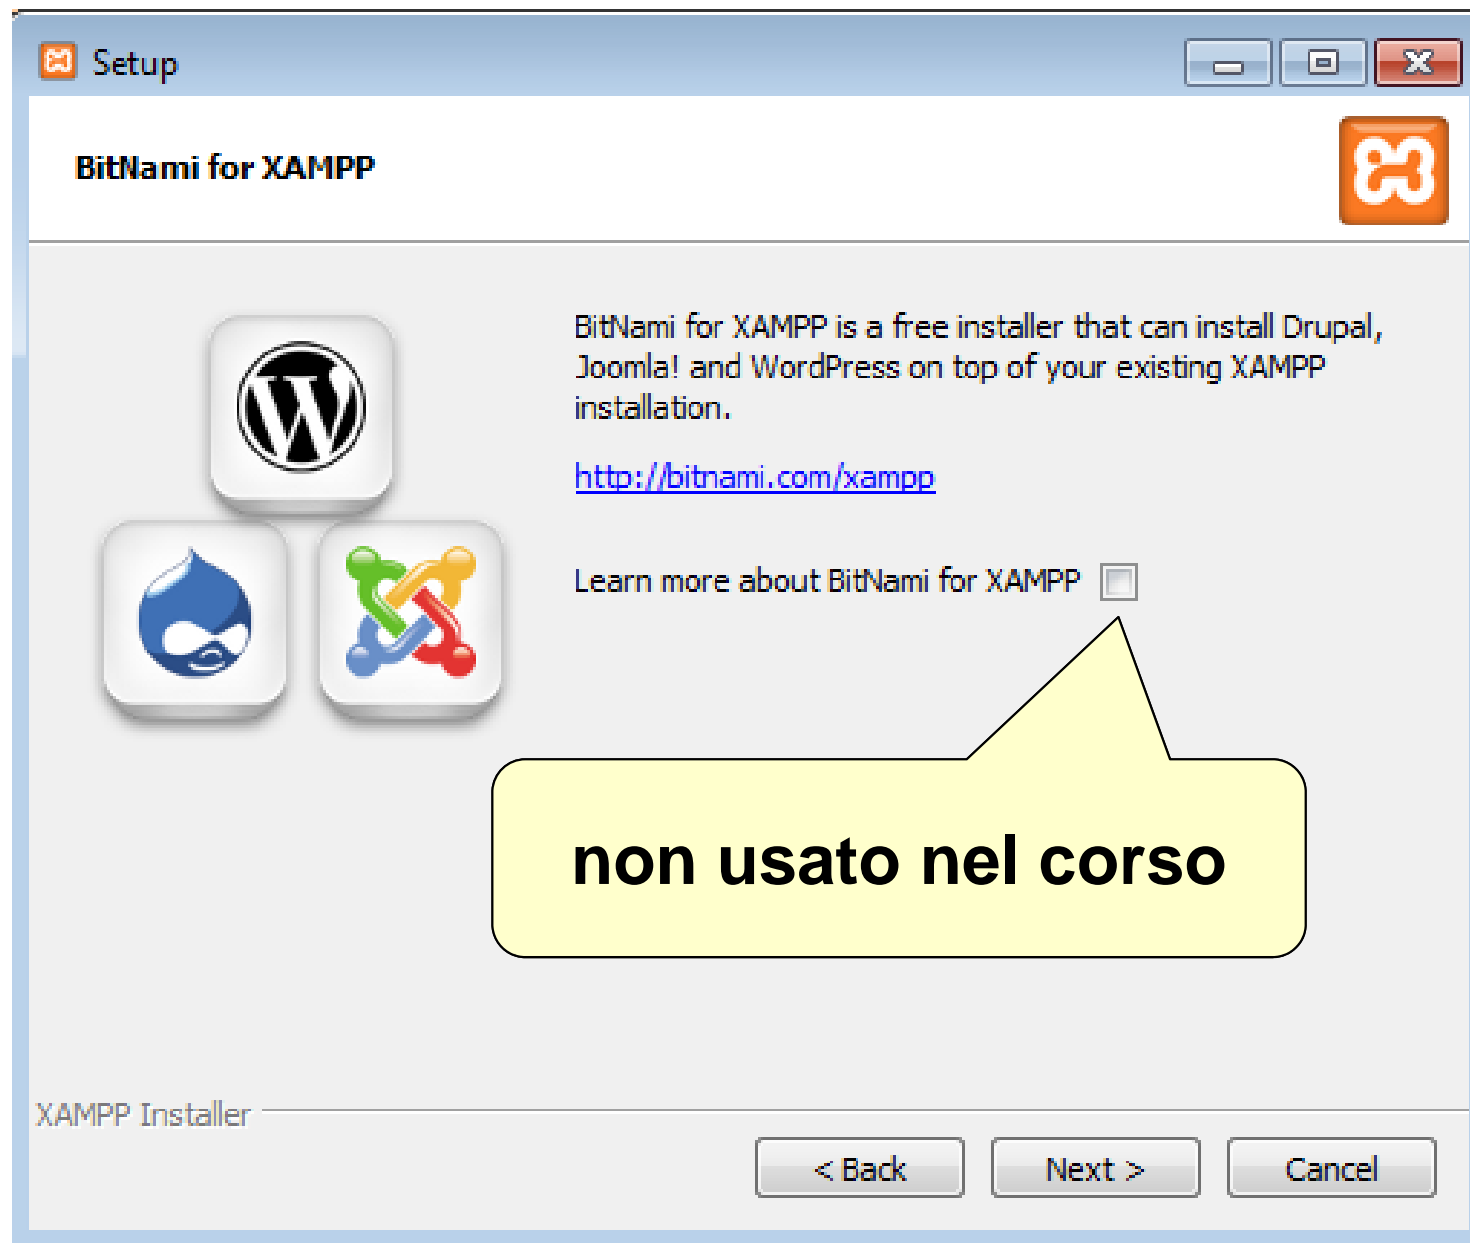 Setup
BitNami for XAMPP
BitNami for XAMPP is a free installer that can install Drupal,
Joomla! and WordPress on top of your existing XAMPP
installation.
http://bitnami.com/xampp
Learn more about BitNami for XAMPP
non usato nel corso
XAMPP Installer
< Back
Next >
Cancel